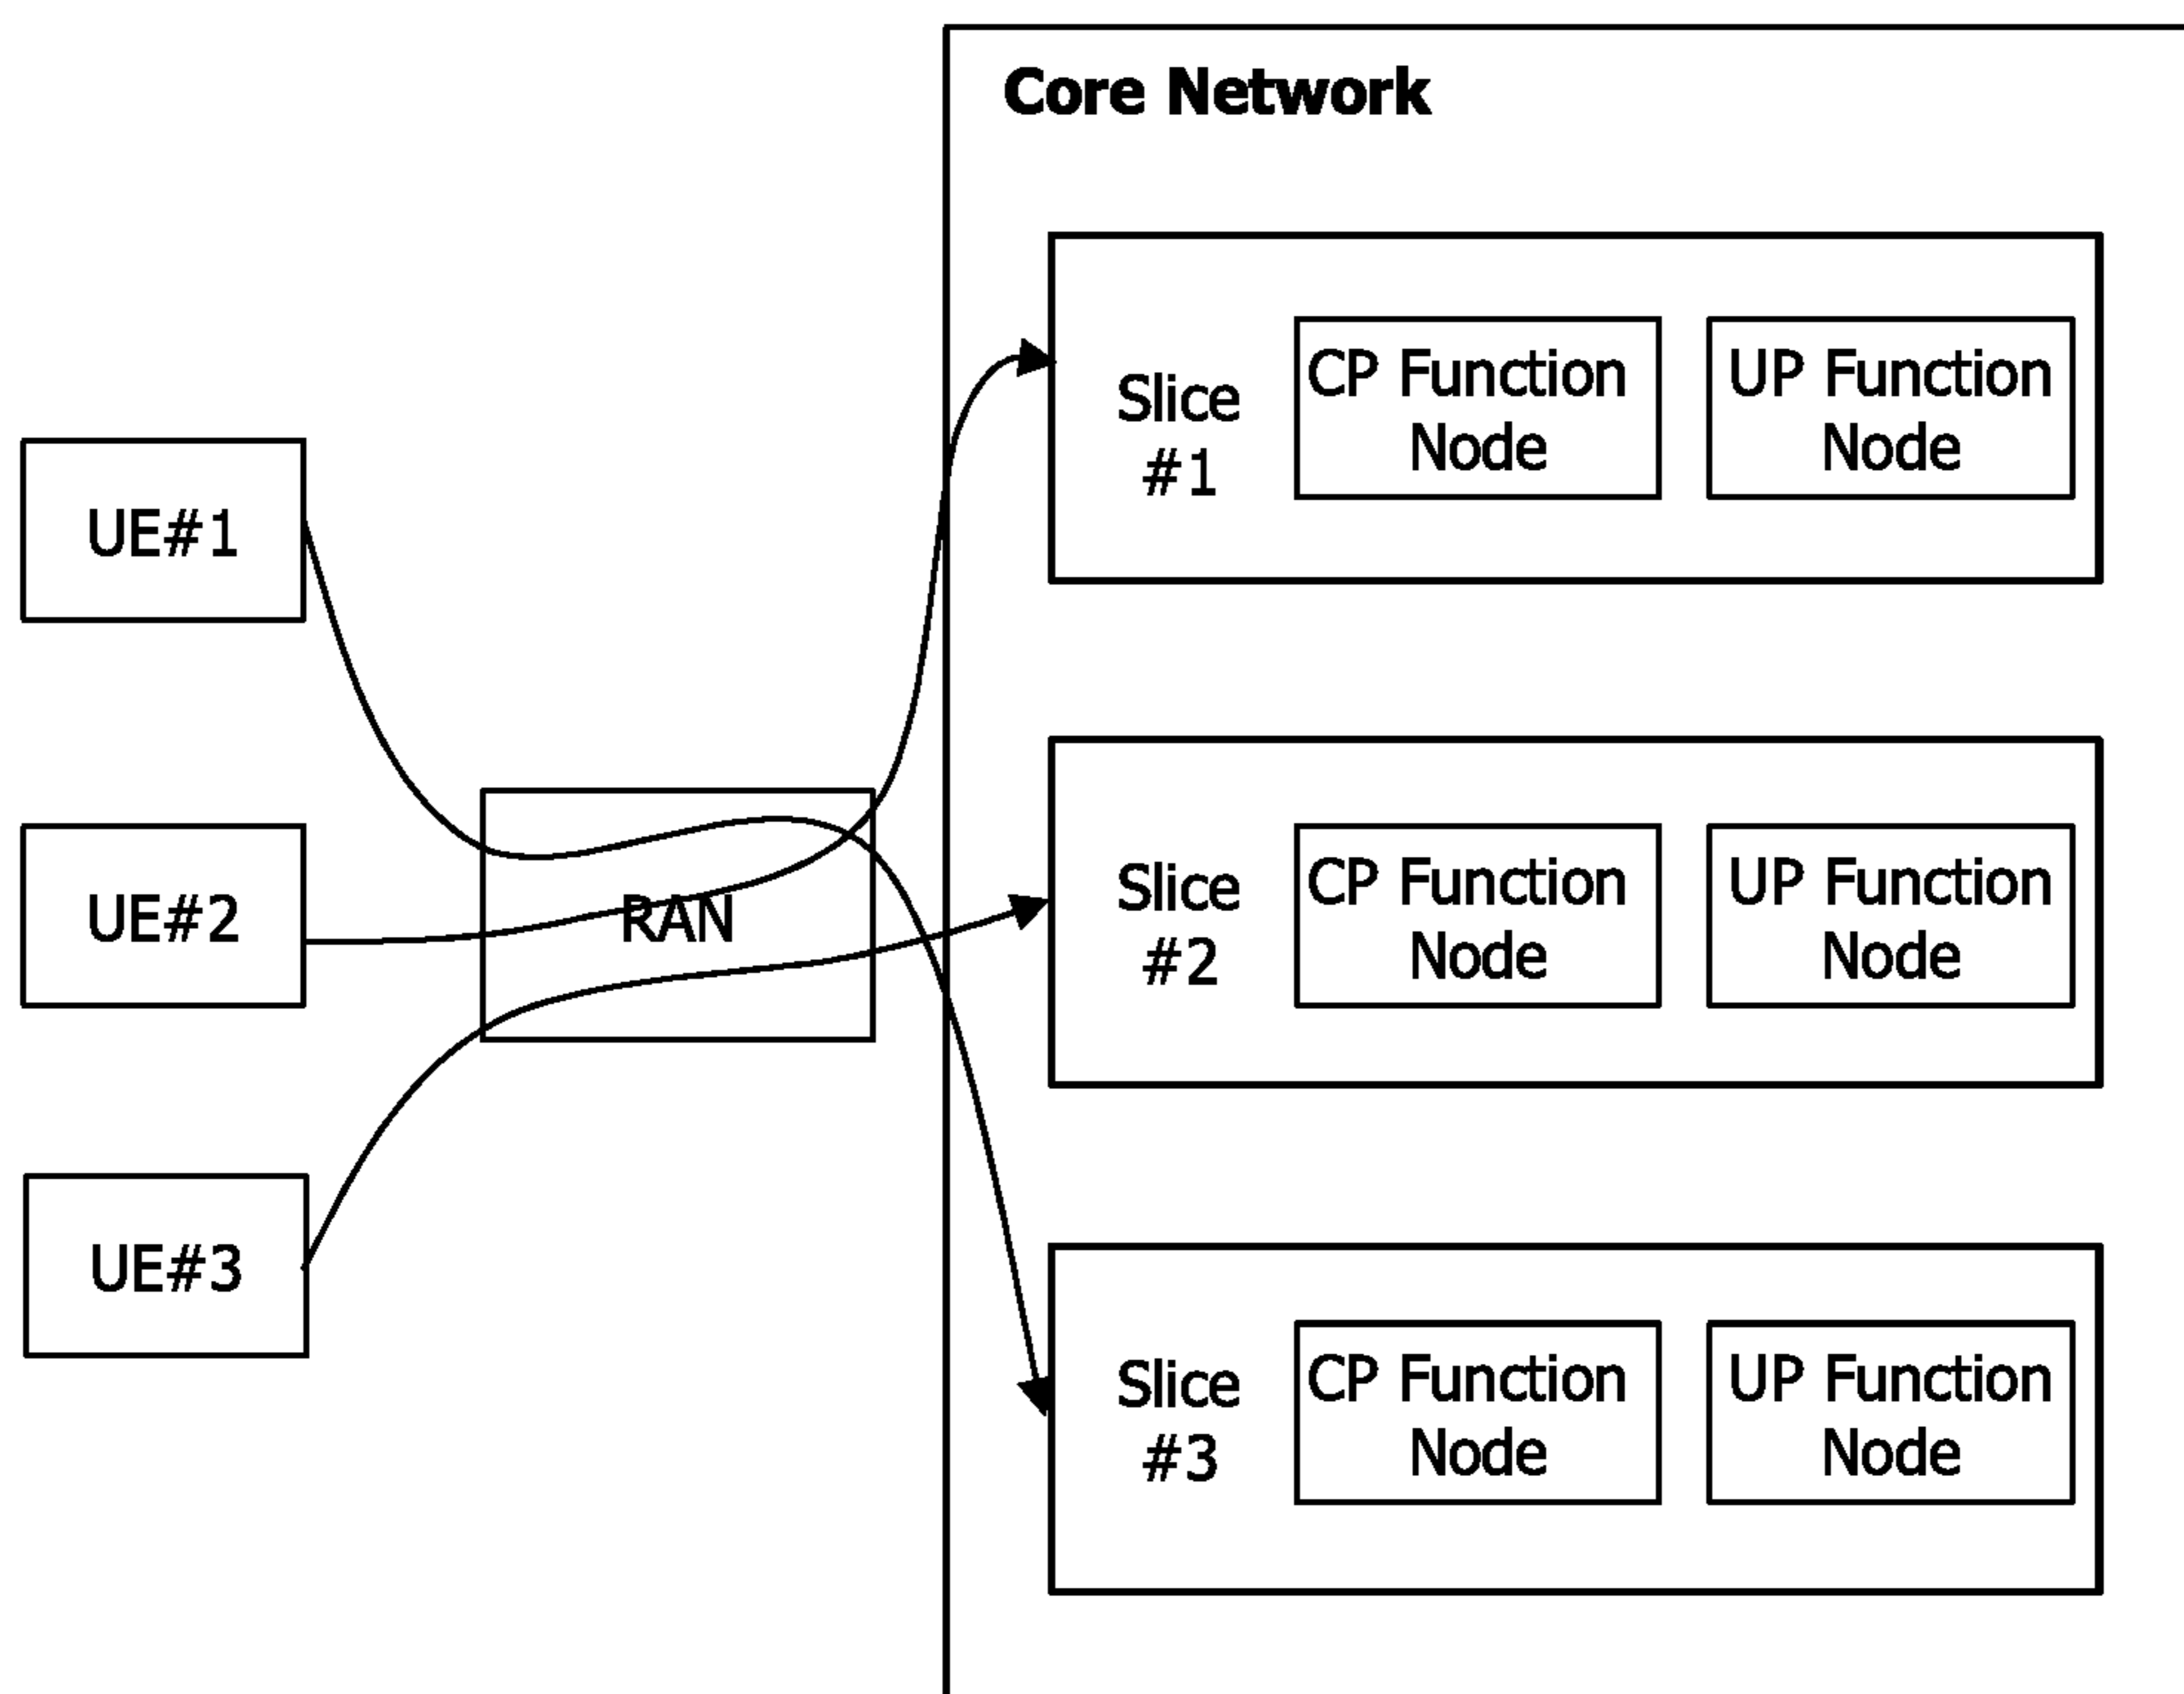 Core Network
UE#1
UE#2
UE#3
RAN
Slice
#1
CP Function
Node
UP Function
Node
Slice
#2
CP Function
Node
UP Function
Node
Slice
#3
CP Function
Node
UP Function
Node